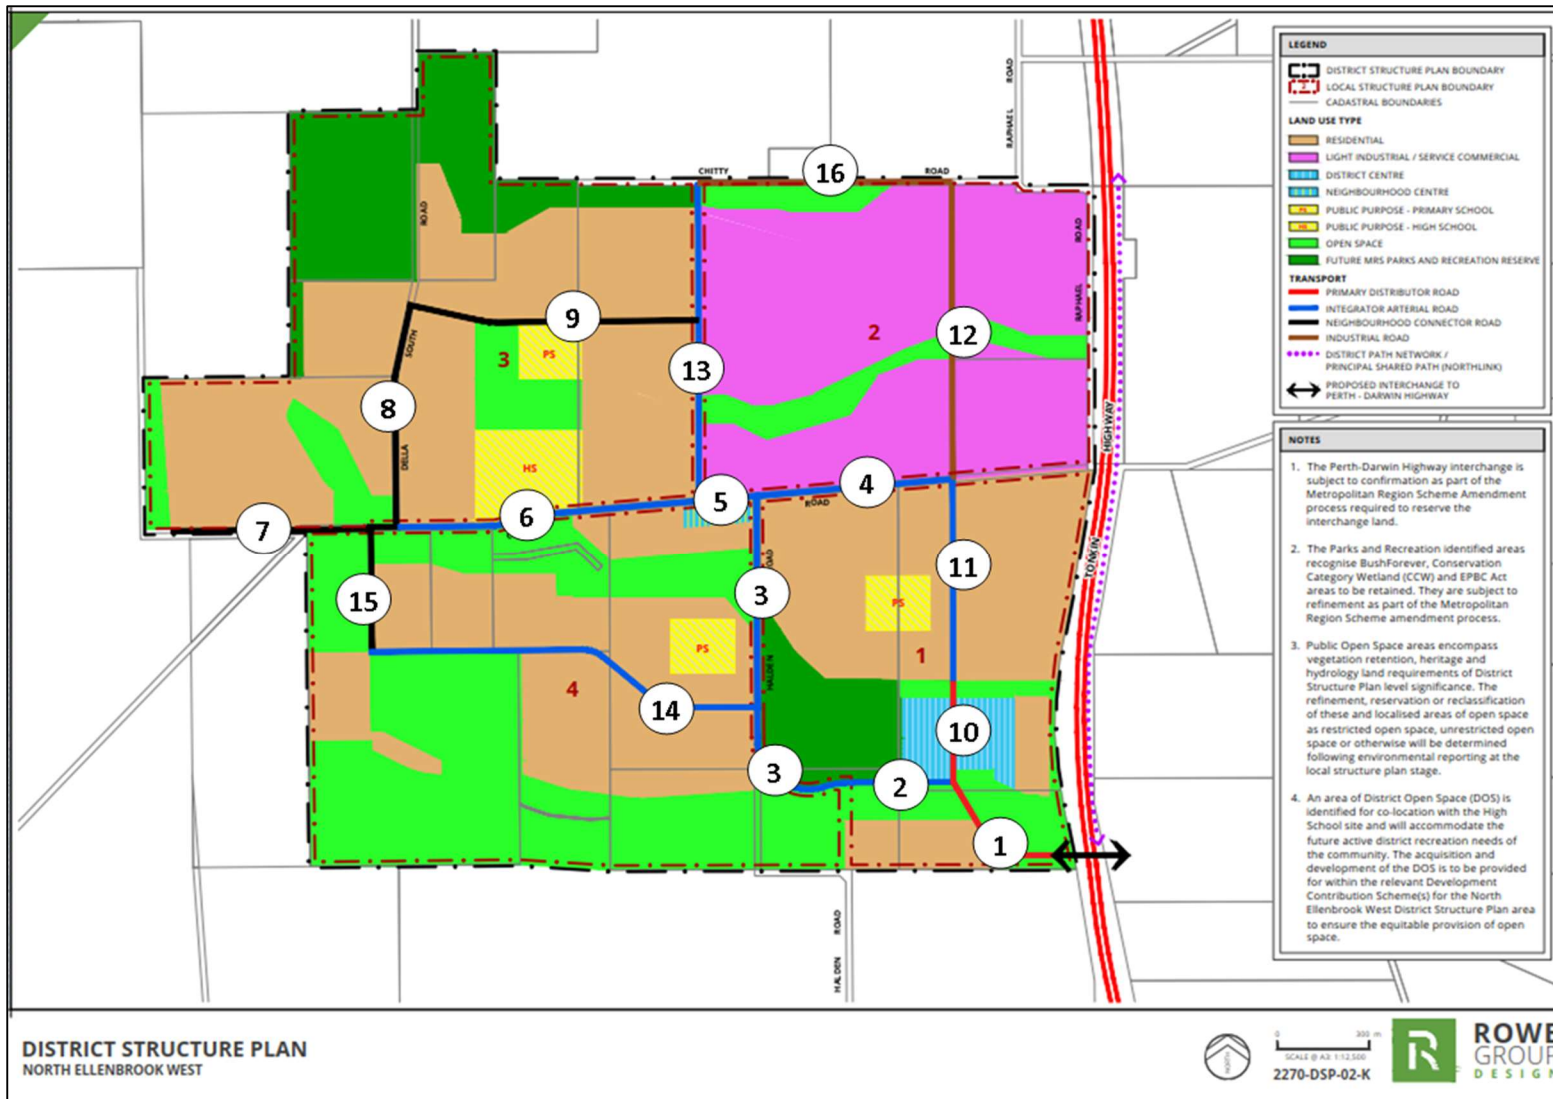 CHITTY
ROAD
16
RAPHAEL
ROAD
ROAD
SOUTH
DELLA
9
3
PS
2
12
RAPHAEL
ROAD
13
8
HS
5
4
ROAD
6
7
HIGHWAY
TONKIN
15
11
3
PS
PS
1
HALDEN
4
14
10
3
2
1
HALDEN
ROAD
LEGEND
DISTRICT STRUCTURE PLAN BOUNDARY
2
LOCAL STRUCTURE PLAN BOUNDARY
CADASTRAL BOUNDARIES
LAND USE TYPE
RESIDENTIAL
LIGHT INDUSTRIAL / SERVICE COMMERCIAL
DISTRICT CENTRE
NEIGHBOURHOOD CENTRE
PS PUBLIC PURPOSE - PRIMARY SCHOOL
HS PUBLIC PURPOSE - HIGH SCHOOL
OPEN SPACE
FUTURE MRS PARKS AND RECREATION RESERVE
TRANSPORT
PRIMARY DISTRIBUTOR ROAD
INTEGRATOR ARTERIAL ROAD
NEIGHBOURHOOD CONNECTOR ROAD
INDUSTRIAL ROAD
DISTRICT PATH NETWORK /
PRINCIPAL SHARED PATH (NORTHLINK)
PROPOSED INTERCHANGE TO
PERTH - DARWIN HIGHWAY
NOTES
1. The Perth-Darwin Highway interchange is
subject to confirmation as part of the
Metropolitan Region Scheme Amendment
process required to reserve the
interchange land.
2. The Parks and Recreation identified areas
recognise BushForever, Conservation
Category Wetland (CCW) and EPBC Act
areas to be retained. They are subject to
refinement as part of the Metropolitan
Region Scheme amendment process.
3. Public Open Space areas encompass
vegetation retention, heritage and
hydrology land requirements of District
Structure Plan level significance. The
refinement, reservation or reclassification
of these and localised areas of open space
as restricted open space, unrestricted open
space or otherwise will be determined
following environmental reporting at the
local structure plan stage.
4. An area of District Open Space (DOS) is
identified for co-location with the High
School site and will accommodate the
future active district recreation needs of
the community. The acquisition and
development of the DOS is to be provided
for within the relevant Development
Contribution Scheme(s) for the North
Ellenbrook West District Structure Plan area
to ensure the equitable provision of open
space.
DISTRICT STRUCTURE PLAN
NORTH ELLENBROOK WEST
NORTH
0 300 m
SCALE @ A3: 1:12,500
2270-DSP-02-K
R
ROWE
GROUP
DESIGN